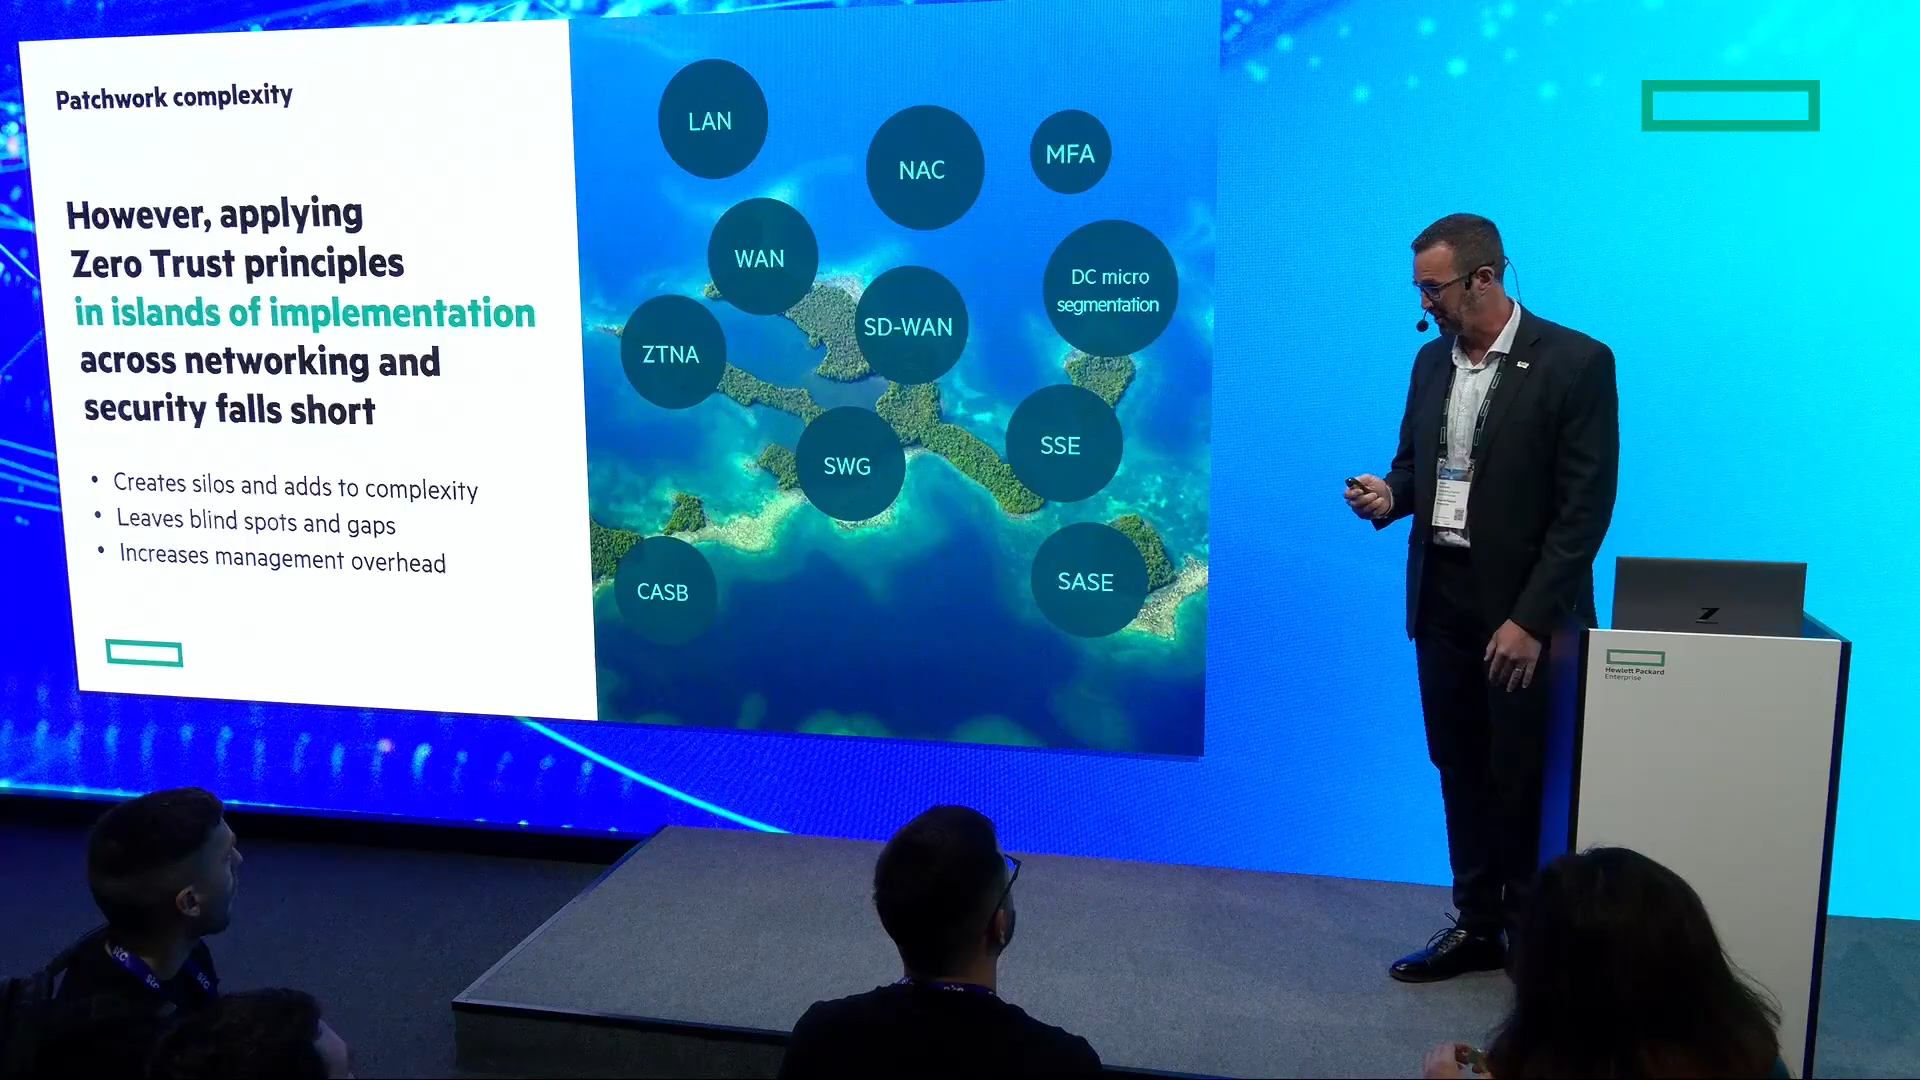 Patchwork complexity
However, applying
Zero Trust principles
in islands of implementation
across networking and
security falls short
• Creates silos and adds to complexity
• Leaves blind spots and gaps
• Increases management overhead
LAN
NAC
MFA
WAN
DC micro
segmentation
SD-WAN
ZTNA
SSE
SWG
SASE
CASB
Hewlett Packard
Enterprise